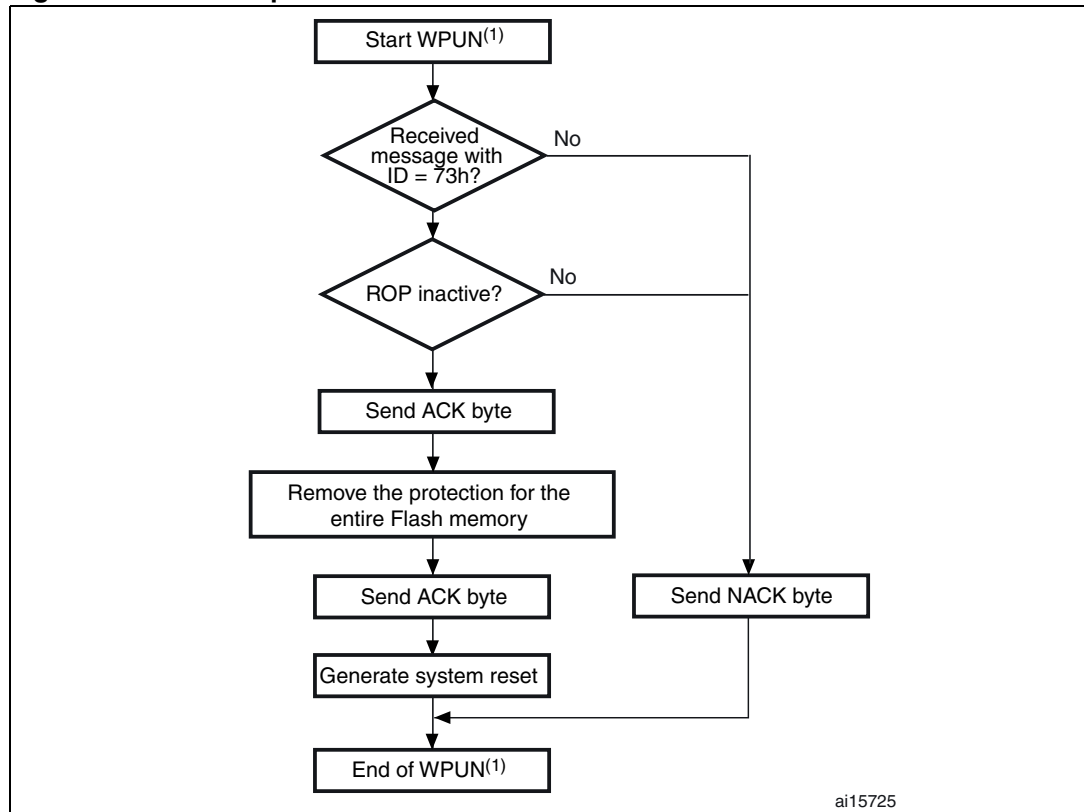 Start WPUN(1)
Received
message with
ID = 73h?
No
ROP inactive?
No
Send ACK byte
Remove the protection for the
entire Flash memory
Send ACK byte
Send NACK byte
Generate system reset
End of WPUN(1)
ai15725